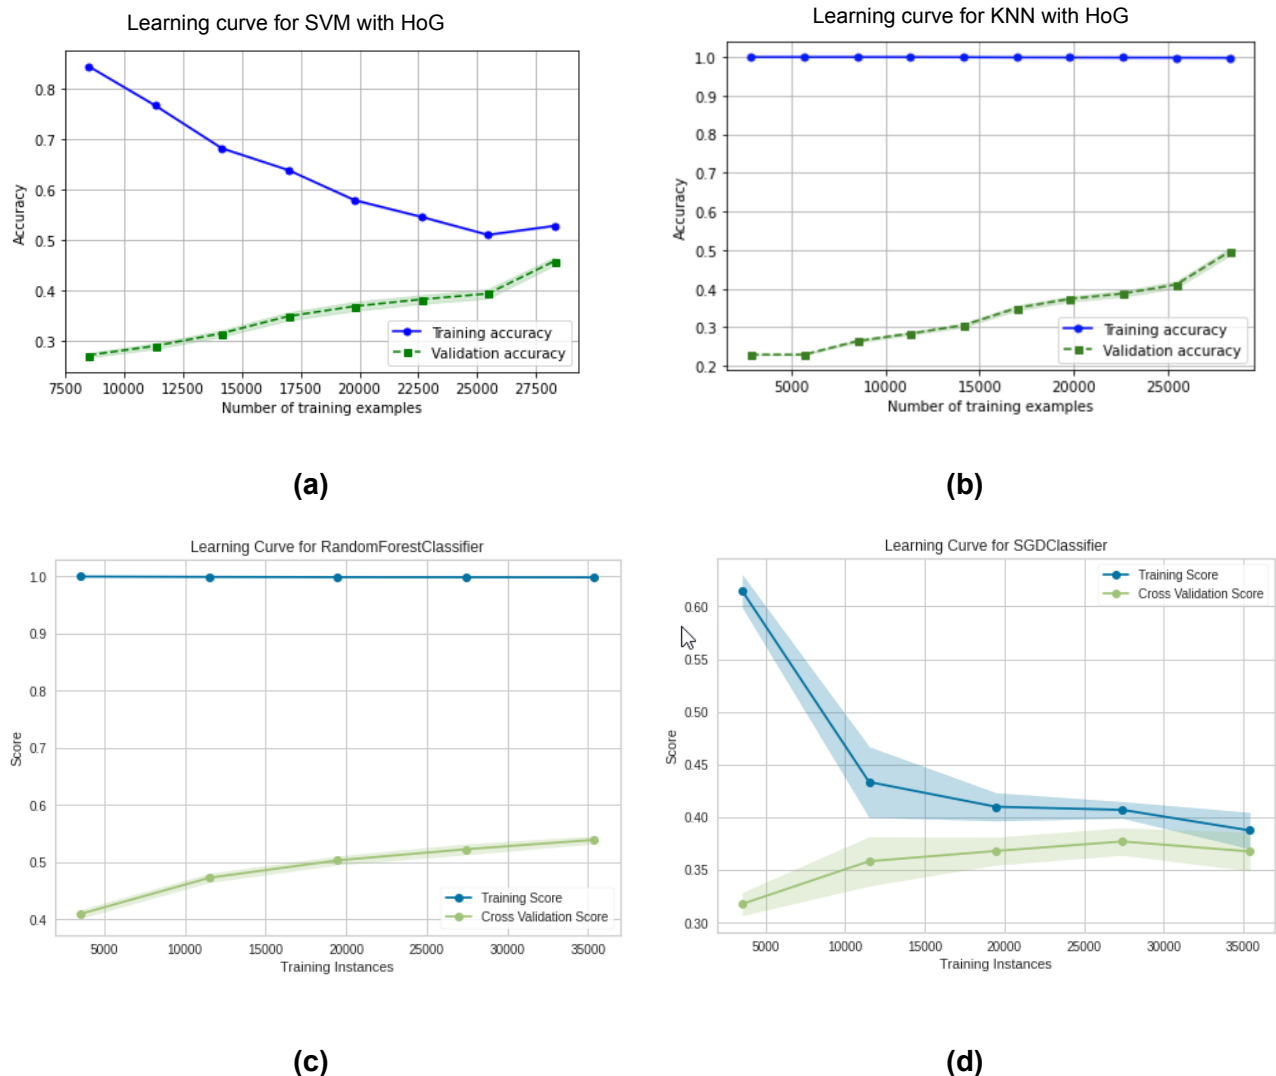 Learning curve for SVM with HoG
0.8
0.7
0.6
0.5
0.4
0.3
Accuracy
Training accuracy
Validation accuracy
7500 10000 12500 15000 17500 20000 22500 25000 27500
Number of training examples
(a)
Learning curve for KNN with HoG
1.0
0.9
0.8
0.7
0.6
0.5
0.4
0.3
0.2
Accuracy
Training accuracy
Validation accuracy
5000 10000 15000 20000 25000
Number of training examples
(b)
Learning Curve for RandomForestClassifier
1.0
0.9
0.8
0.7
0.6
0.5
0.4
Score
Training Score
Cross Validation Score
5000 10000 15000 20000 25000 30000 35000
Training Instances
(c)
Learning Curve for SGDClassifier
Training Score
Cross Validation Score
0.60
0.55
0.50
0.45
0.40
0.35
0.30
Score
5000 10000 15000 20000 25000 30000 35000
Training Instances
(d)